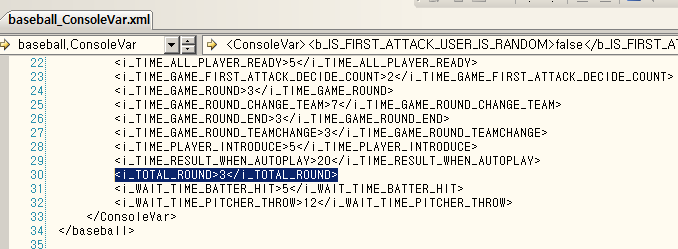 baseball_ConsoleVar.xml
baseball,ConsoleVar <ConsoleVar><b_IS_FIRST_ATTACK_USER_IS_RANDOM>false</b_IS_FIRST_AT
22 <i_TIME_ALL_PLAYER_READY>5</i_TIME_ALL_PLAYER_READY>
23 <i_TIME_GAME_FIRST_ATTACK_DECIDE_COUNT>2</i_TIME_GAME_FIRST_ATTACK_DECIDE_COUNT>
24 <i_TIME_GAME_ROUND>3</i_TIME_GAME_ROUND>
25 <i_TIME_GAME_ROUND_CHANGE_TEAM>7</i_TIME_GAME_ROUND_CHANGE_TEAM>
26 <i_TIME_GAME_ROUND_END>3</i_TIME_GAME_ROUND_END>
27 <i_TIME_GAME_ROUND_TEAMCHANGE>3</i_TIME_GAME_ROUND_TEAMCHANGE>
28 <i_TIME_PLAYER_INTRODUCE>5</i_TIME_PLAYER_INTRODUCE>
29 <i_TIME_RESULT_WHEN_AUTOPLAY>20</i_TIME_RESULT_WHEN_AUTOPLAY>
30 <i_TOTAL_ROUND>3</i_TOTAL_ROUND>
31 <i_WAIT_TIME_BATTER_HIT>5</i_WAIT_TIME_BATTER_HIT>
32 <i_WAIT_TIME_PITCHER_THROW>12</i_WAIT_TIME_PITCHER_THROW>
33 </ConsoleVar>
34 </baseball>
35